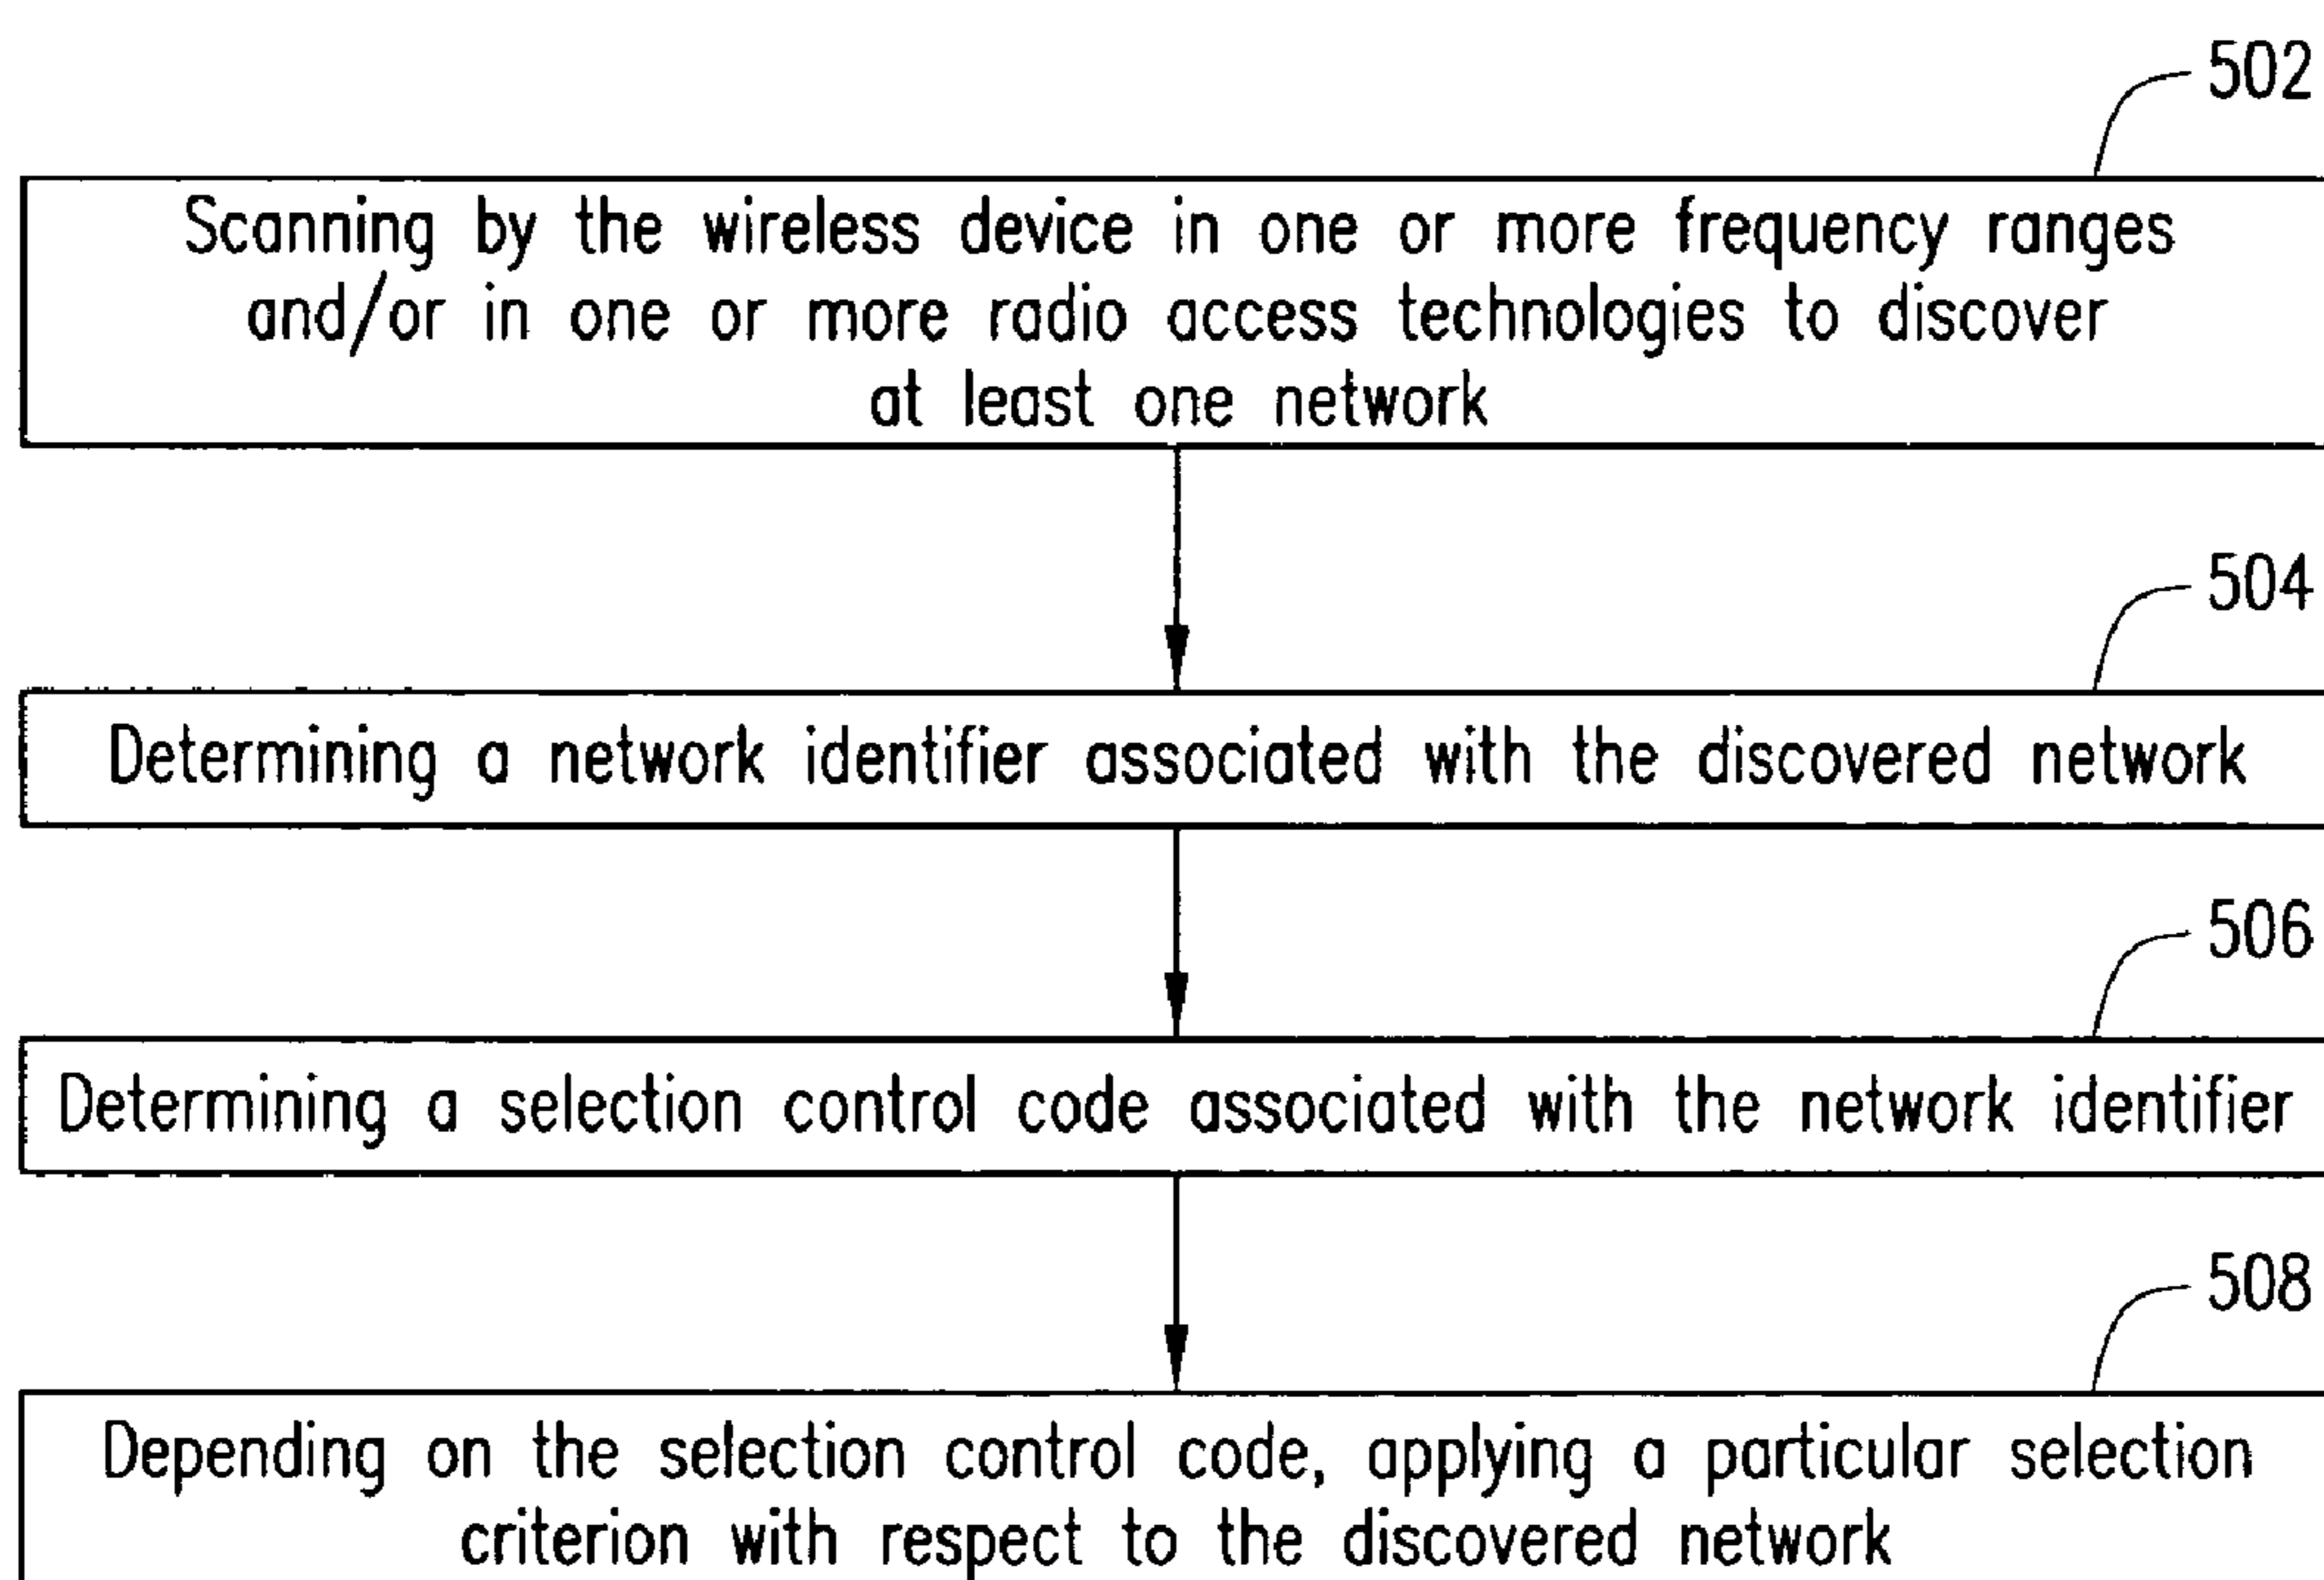 502
Scanning by the wireless device in one or more frequency ranges
and/or in one or more radio access technologies to discover
at least one network
504
Determining a network identifier associated with the discovered network
506
Determining a selection control code associated with the network identifier
508
Depending on the selection control code, applying a particular selection
criterion with respect to the discovered network